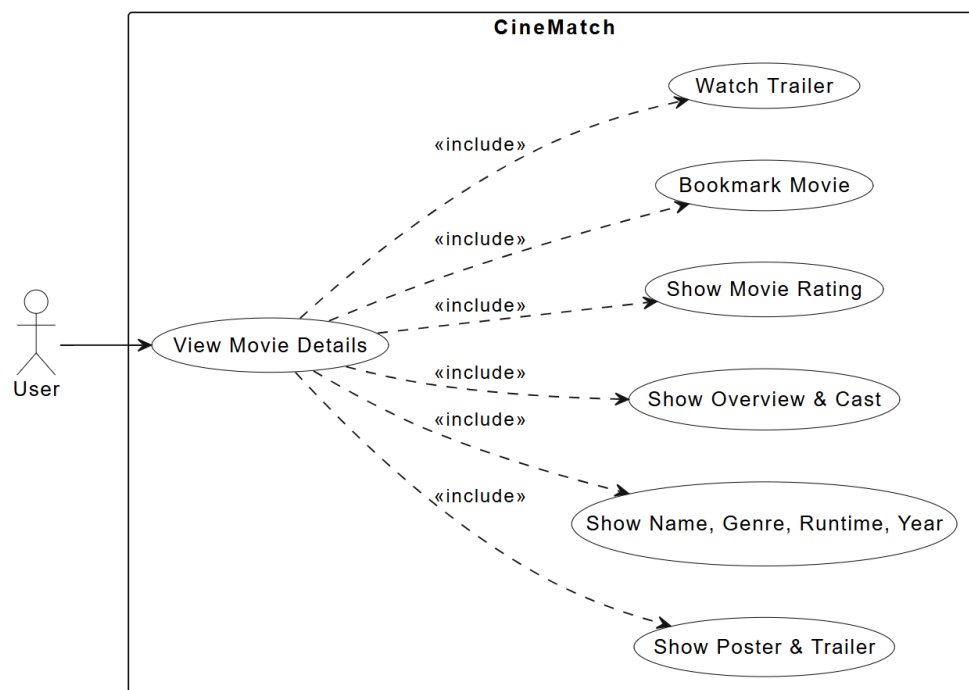 CineMatch
Watch Trailer
«include»
Bookmark Movie
«include»
Show Movie Rating
«include»
User
View Movie Details
«include»
Show Overview & Cast
«include»
Show Name, Genre, Runtime, Year
«include»
Show Poster & Trailer